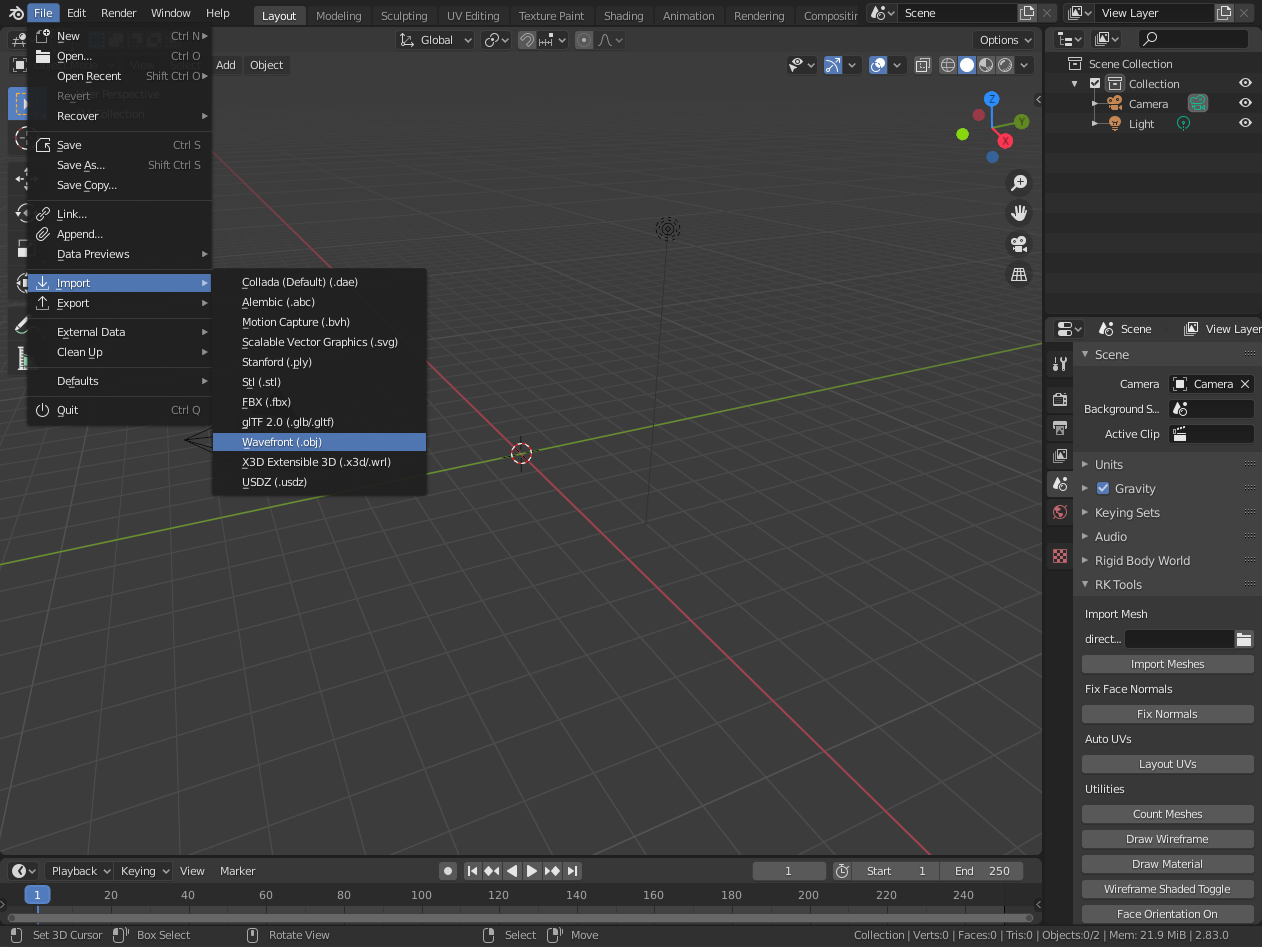 File Edit Render Window Help Layout Modeling Sculpting UV Editing Texture Paint Shading Animation Rendering Compositin Scene View Layer
New Ctrl N
Open... Ctrl O
Open Recent Shift Ctrl O
Revert
Recover
Save Ctrl S
Save As... Shift Ctrl S
Save Copy...
Link...
Append...
Data Previews
Import
Export
External Data
Clean Up
Defaults
Quit Ctrl Q
Collada (Default) (.dae)
Alembic (.abc)
Motion Capture (.bvh)
Scalable Vector Graphics (.svg)
Stanford (.ply)
Stl (.stl)
FBX (.fbx)
glTF 2.0 (.glb/.gltf)
Wavefront (.obj)
X3D Extensible 3D (.x3d/.wrl)
USDZ (.usdz)
Global Options
Add Object
Perspective
Collection
Z
Y
X
Scene Collection
Collection
Camera
Light
Scene View Layer
Scene
Camera Camera
Background S...
Active Clip
Units
Gravity
Keying Sets
Audio
Rigid Body World
RK Tools
Import Mesh
direct...
Import Meshes
Fix Face Normals
Fix Normals
Auto UVs
Layout UVs
Utilities
Count Meshes
Draw Wireframe
Draw Material
Wireframe Shaded Toggle
Face Orientation On
Playback Keying View Marker 1 Start 1 End 250
1 20 40 60 80 100 120 140 160 180 200 220 240
Set 3D Cursor Box Select Rotate View Select Move Collection | Verts:0 | Faces:0 | Tris:0 | Objects:0/2 | Mem: 21.9 MiB | 2.83.0